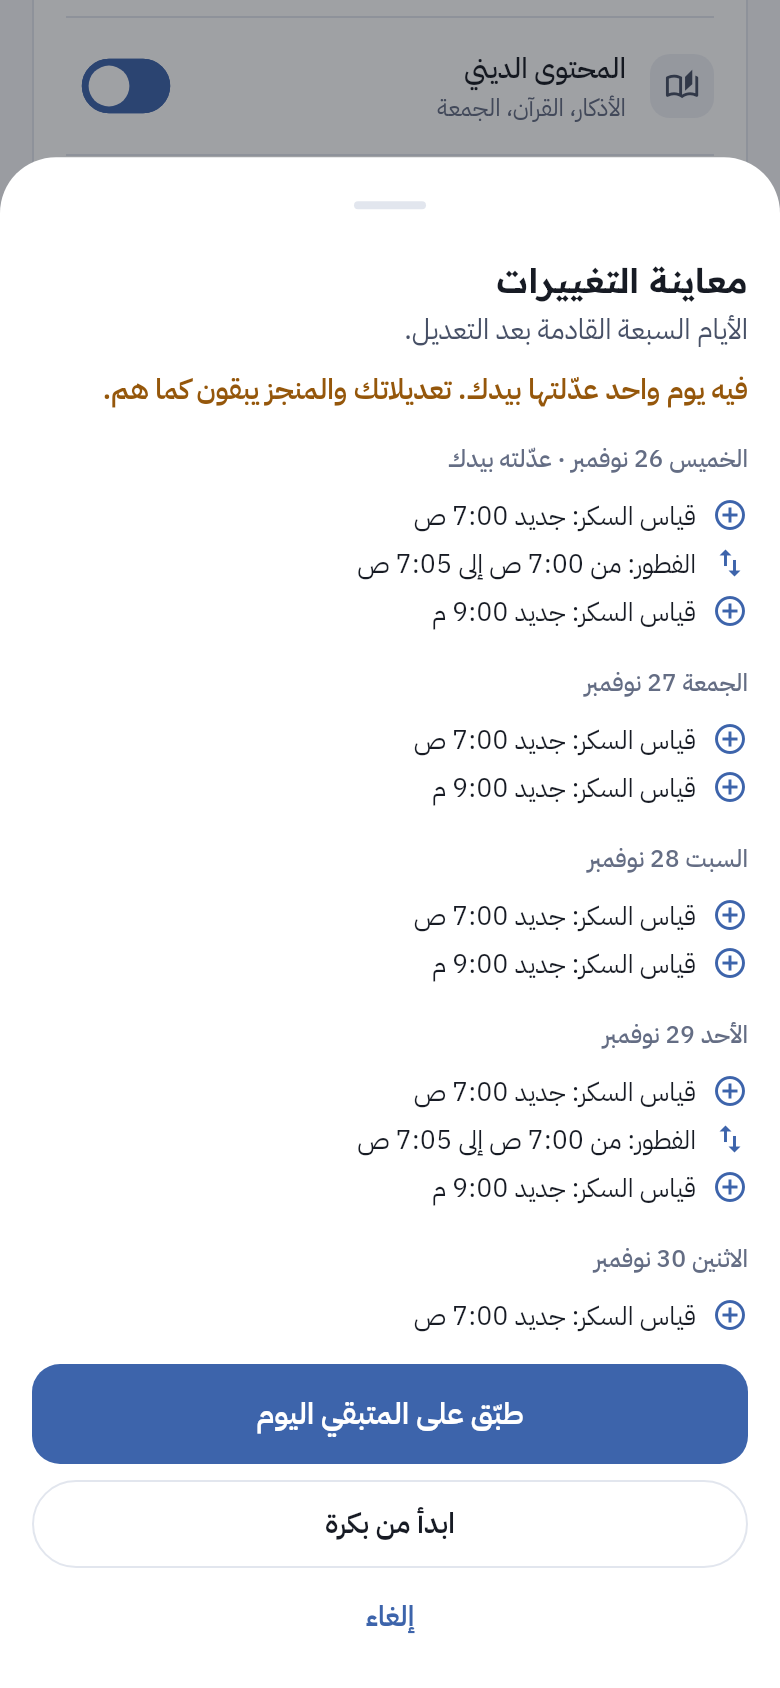 المحتوى الديني
الأذكار، القرآن، الجمعة
معاينة التغييرات
الأيام السبعة القادمة بعد التعديل.
فيه يوم واحد عدّلتها بيدك. تعديلاتك والمنجز يبقون كما هم.
الخميس 26 نوفمبر · عدّلته بيدك
قياس السكر: جديد 7:00 ص
الفطور: من 7:00 ص إلى 7:05 ص
قياس السكر: جديد 9:00 م
الجمعة 27 نوفمبر
قياس السكر: جديد 7:00 ص
قياس السكر: جديد 9:00 م
السبت 28 نوفمبر
قياس السكر: جديد 7:00 ص
قياس السكر: جديد 9:00 م
الأحد 29 نوفمبر
قياس السكر: جديد 7:00 ص
الفطور: من 7:00 ص إلى 7:05 ص
قياس السكر: جديد 9:00 م
الاثنين 30 نوفمبر
قياس السكر: جديد 7:00 ص
طبّق على المتبقي اليوم
ابدأ من بكرة
إلغاء